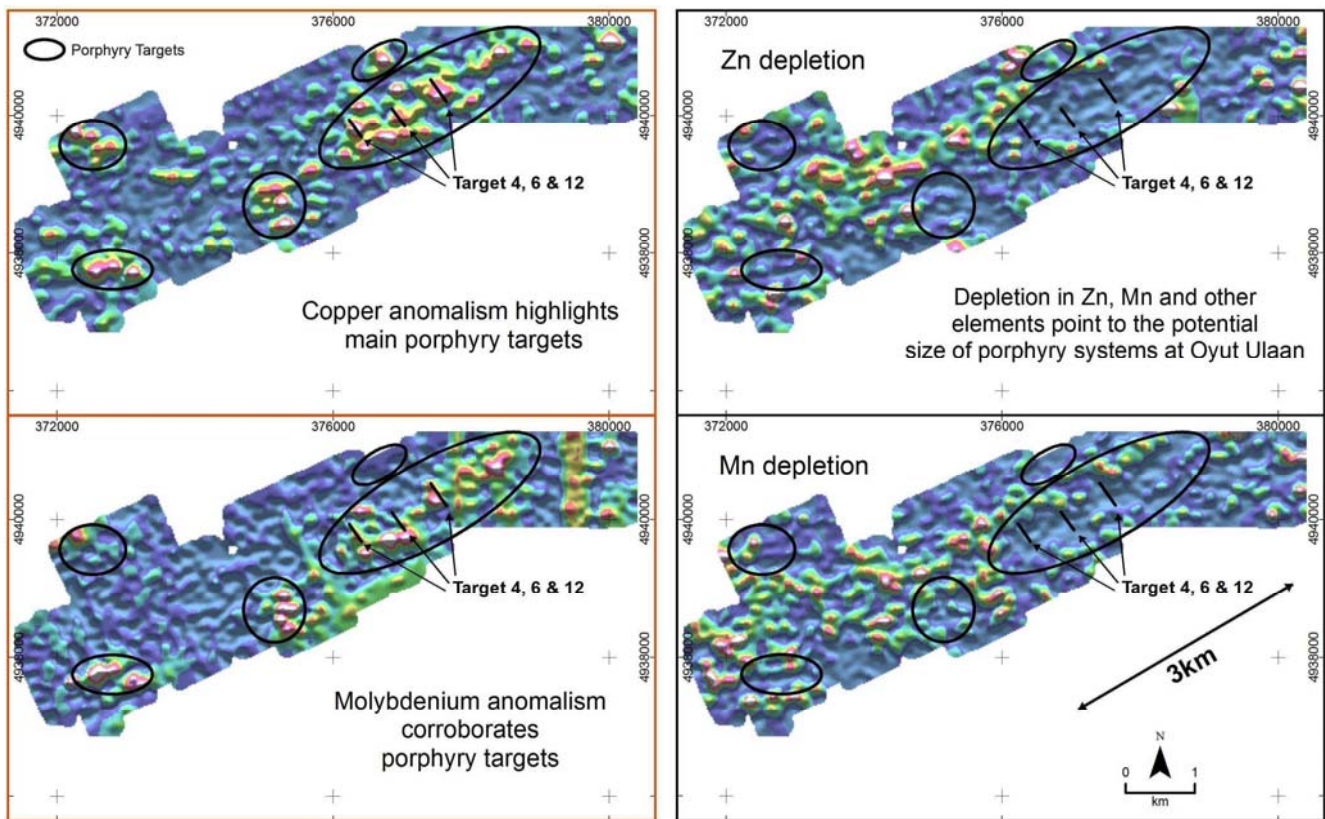 372000
376000
380000
Porphyry Targets
4940000
4940000
Target 4, 6 & 12
4938000
4938000
Copper anomalism highlights
main porphyry targets
372000
376000
380000
372000
376000
380000
Zn depletion
4940000
4940000
Target 4, 6 & 12
4938000
4938000
Depletion in Zn, Mn and other
elements point to the potential
size of porphyry systems at Oyut Ulaan
372000
376000
380000
4940000
4940000
Target 4, 6 & 12
4938000
4938000
Molybdenium anomalism
corroborates
porphyry targets
372000
376000
380000
Mn depletion
4940000
4940000
Target 4, 6 & 12
4938000
4938000
3km
N
0 1
km